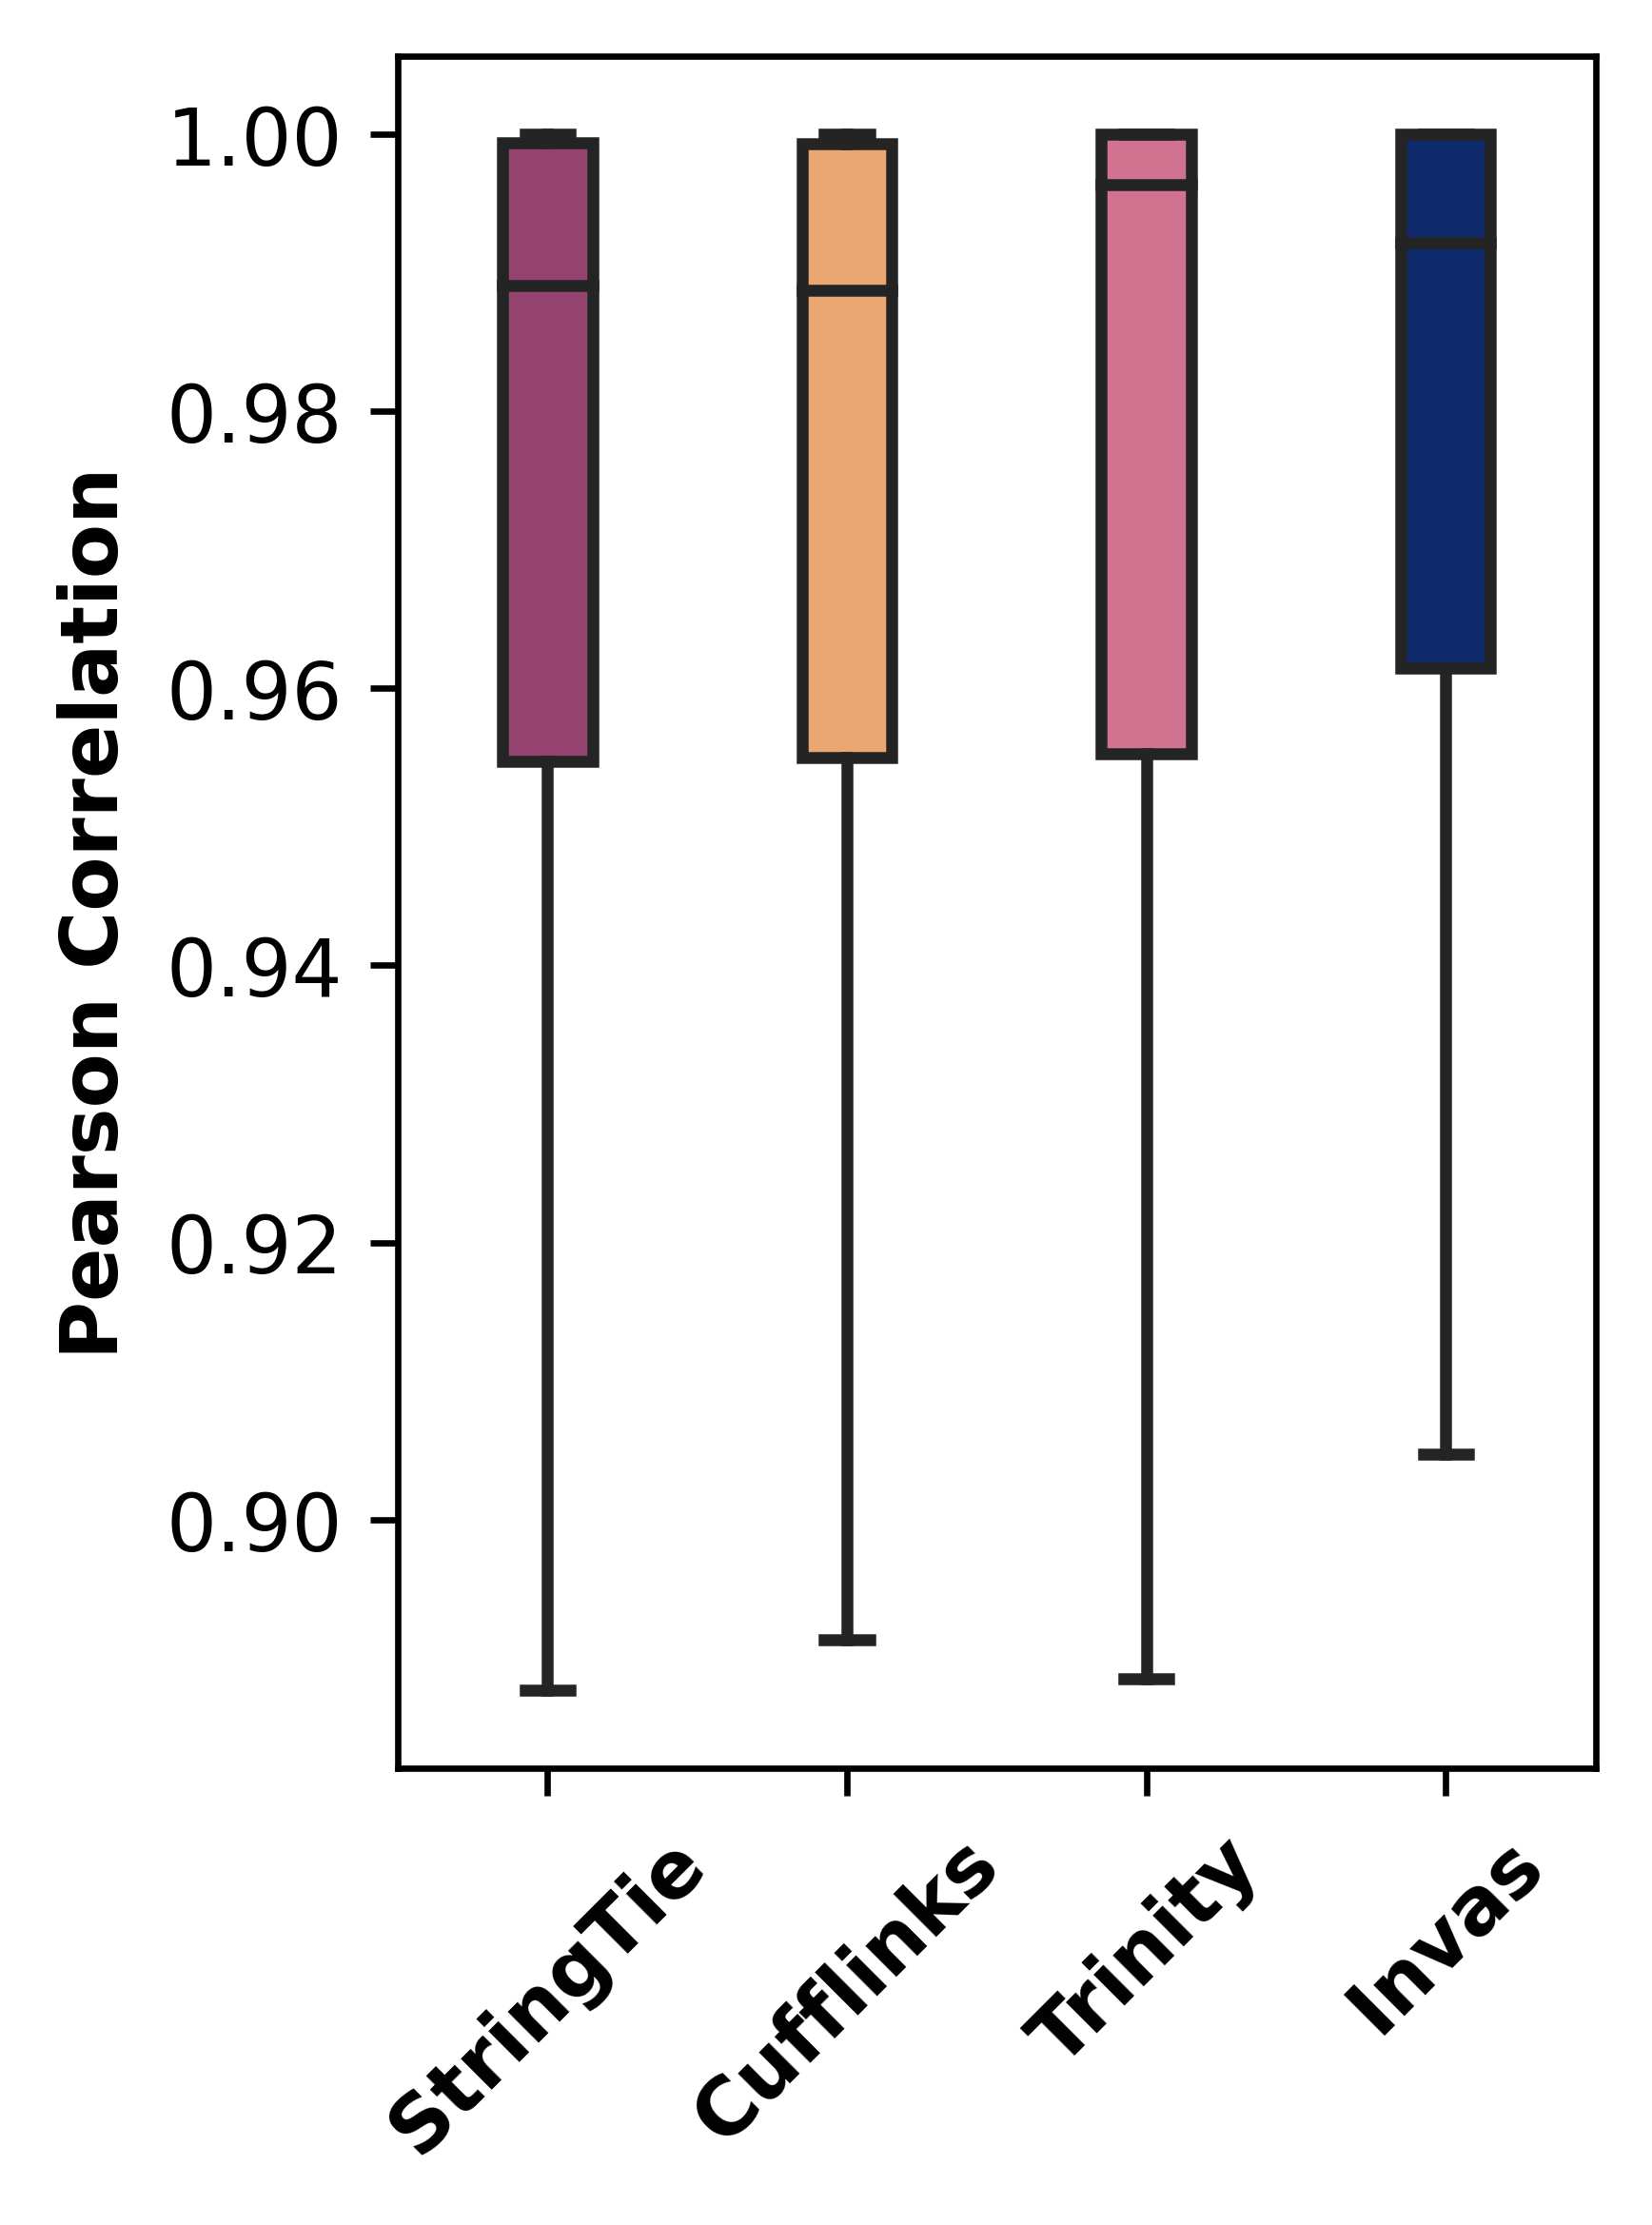 Pearson Correlation
1.00
0.98
0.96
0.94
0.92
0.90
StringTie
Cufflinks
Trinity
Invas